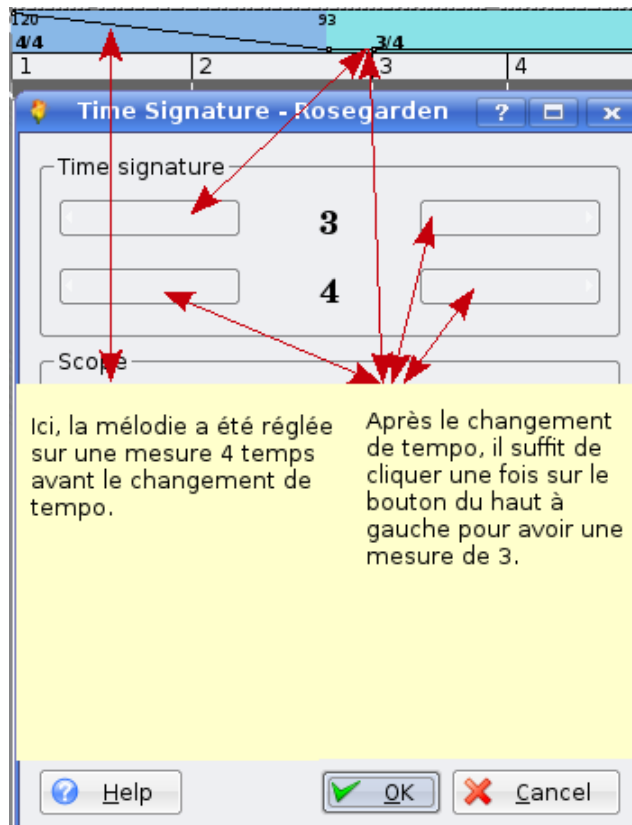 120 93
4/4 3/4
1 2 3 4
Time Signature - Rosegarden ?
Time signature
3
4
Scope
Ici, la mélodie a été réglée
sur une mesure 4 temps
avant le changement de
tempo.
Après le changement
de tempo, il suffit de
cliquer une fois sur le
bouton du haut à
gauche pour avoir une
mesure de 3.
Help OK Cancel